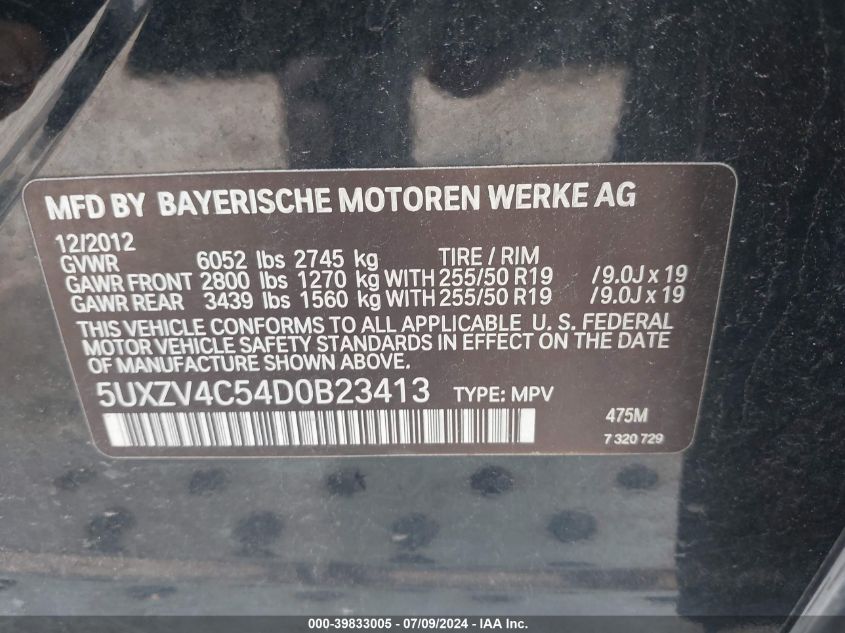 MFD BY BAYERISCHE MOTOREN WERKE AG
12/2012
GVWR 6052 lbs 2745 kg TIRE / RIM
GAWR FRONT 2800 lbs 1270 kg WITH 255/50 R19 /9.0J x 19
GAWR REAR 3439 lbs 1560 kg WITH 255/50 R19 /9.0J x 19
THIS VEHICLE CONFORMS TO ALL APPLICABLE U. S. FEDERAL
MOTOR VEHICLE SAFETY STANDARDS IN EFFECT ON THE DATE
OF MANUFACTURE SHOWN ABOVE.
5UXZV4C54D0B23413 TYPE: MPV
475M
7 320 729
000-39833005 - 07/09/2024 - IAA Inc.